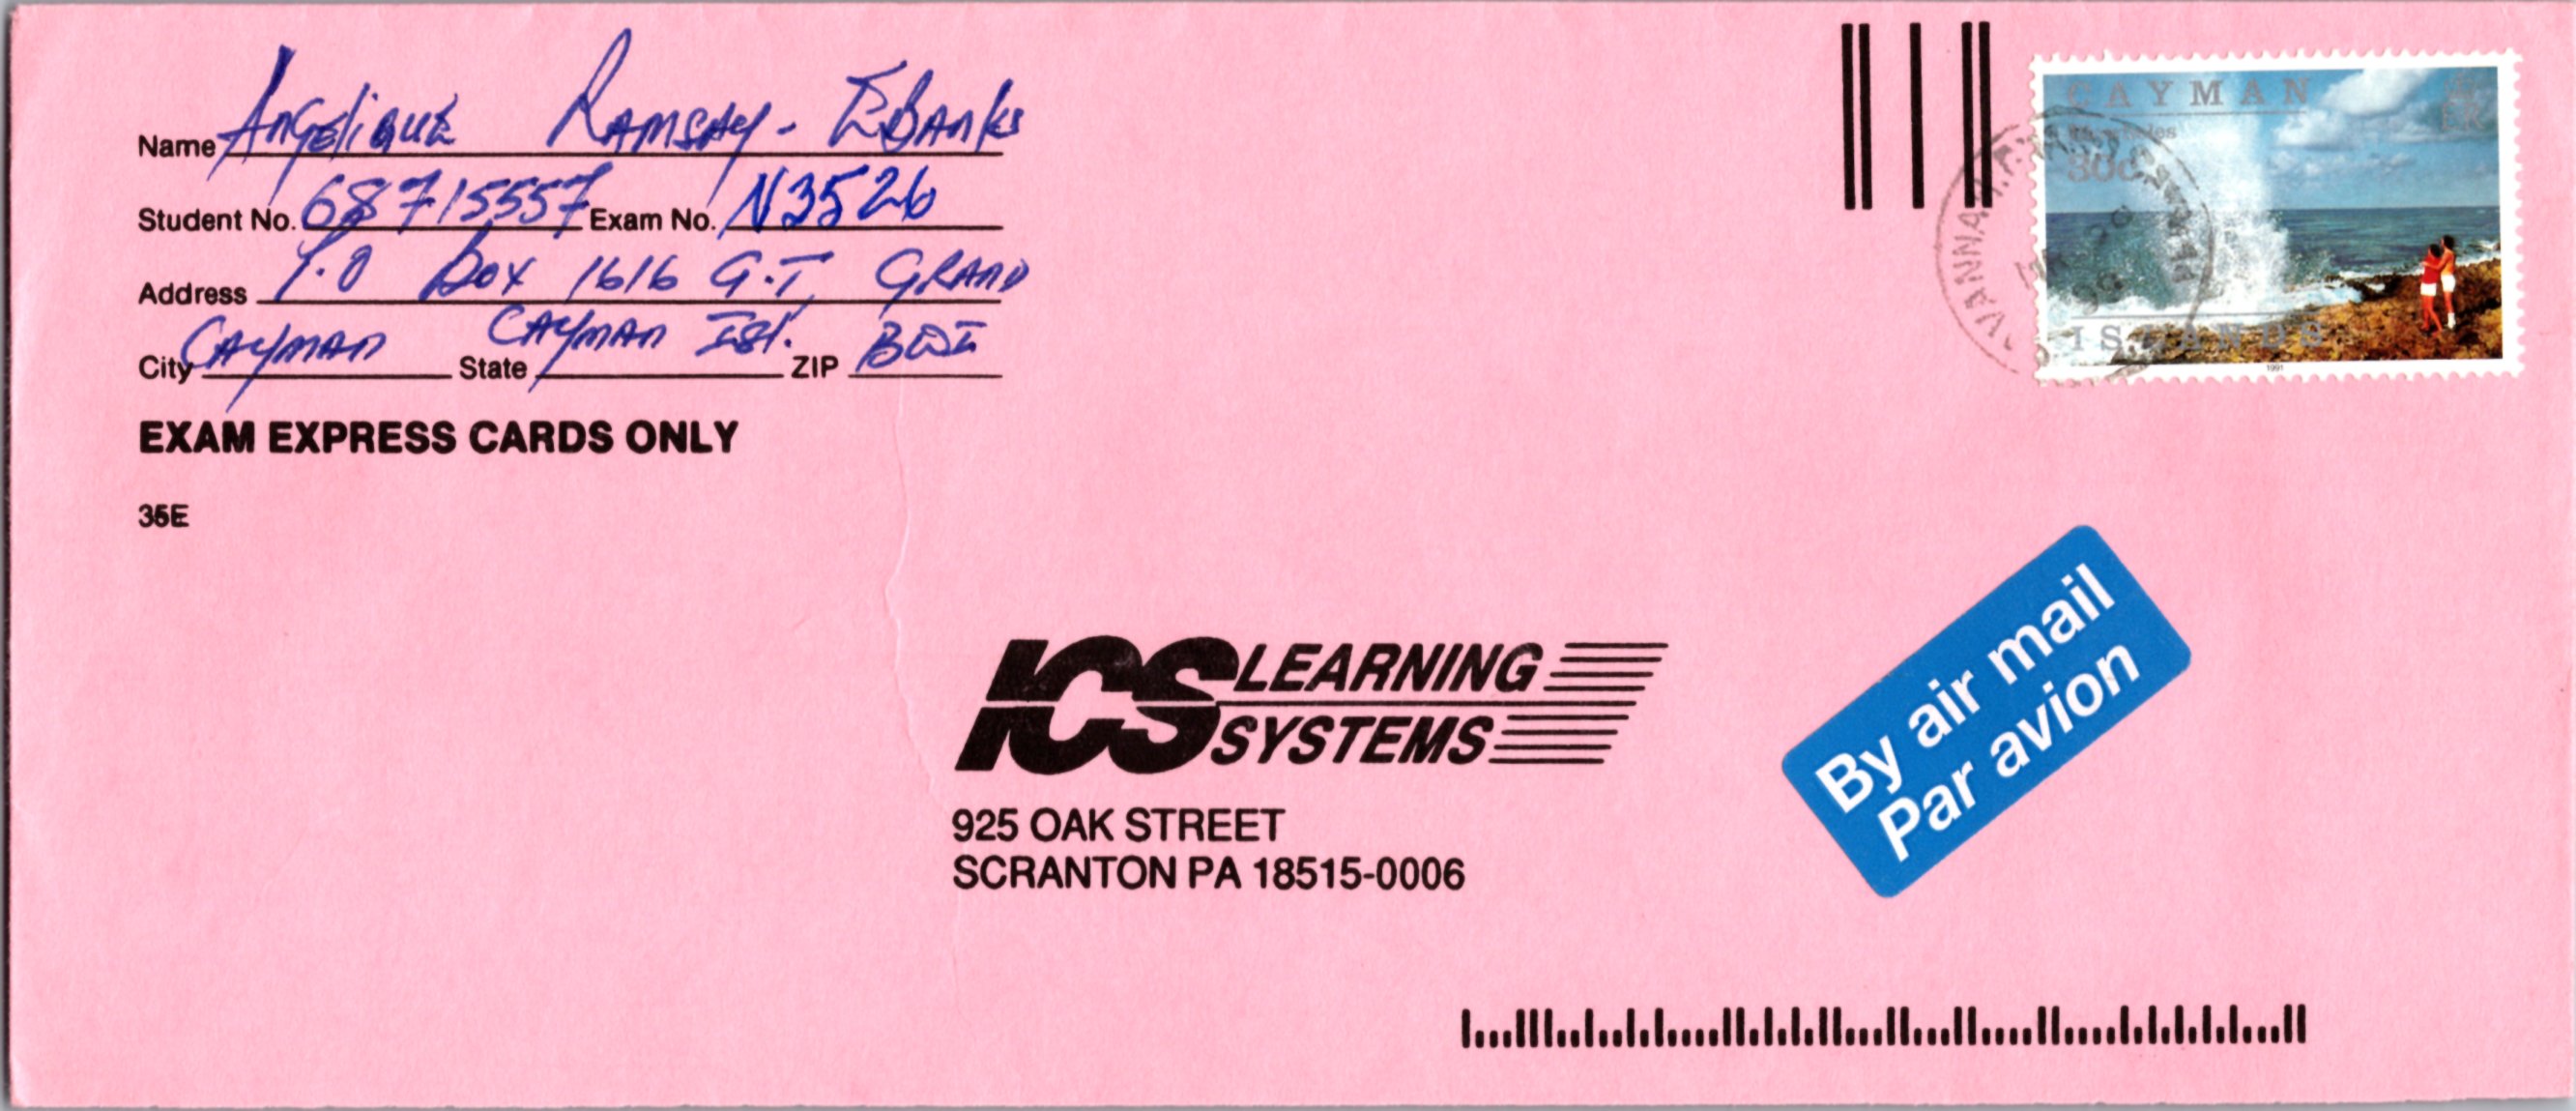 Name Angelique Ramsay-Ebanks
Student No. 68715557 Exam No. N3526
Address P.O Box 1616 G.T, Grand
City Cayman State Cayman Isl. ZIP BWI
EXAM EXPRESS CARDS ONLY
35E
CAYMAN
30c
ISLANDS
1991
ICS LEARNING
SYSTEMS
925 OAK STREET
SCRANTON PA 18515-0006
By air mail
Par avion